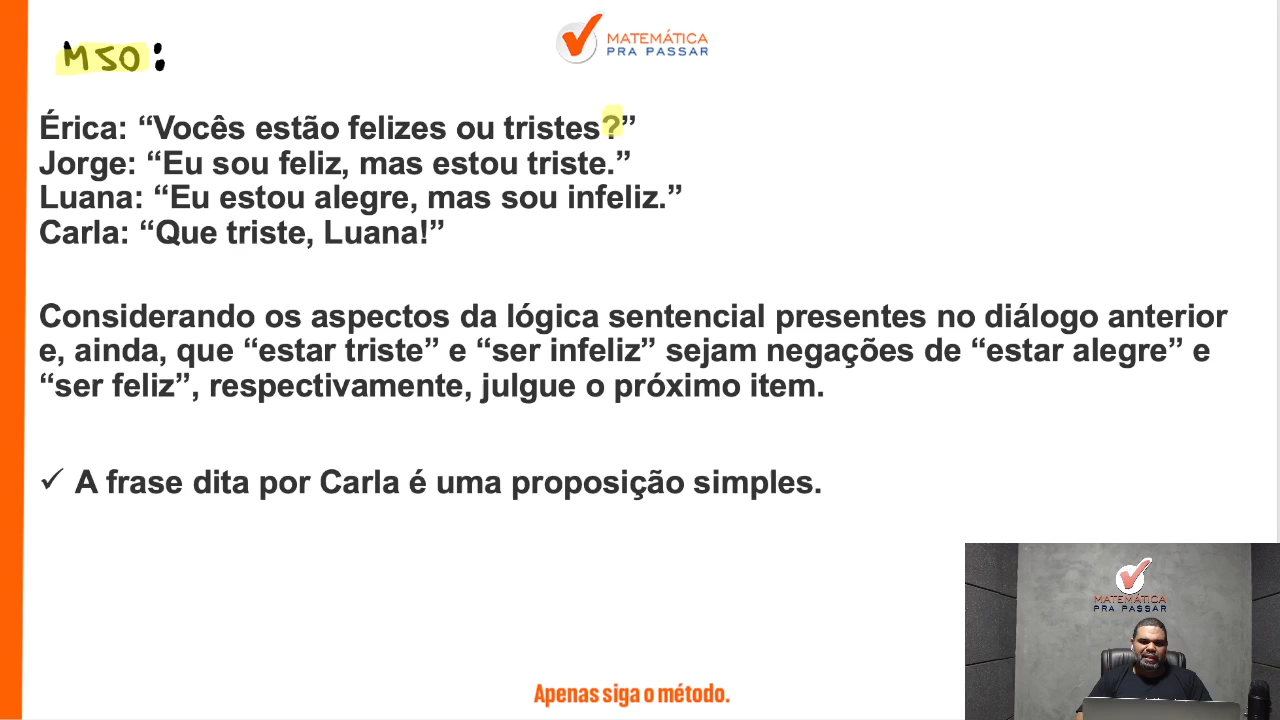 MATEMÁTICA
PRA PASSAR
MSO:
Érica: “Vocês estão felizes ou tristes?”
Jorge: “Eu sou feliz, mas estou triste.”
Luana: “Eu estou alegre, mas sou infeliz.”
Carla: “Que triste, Luana!”
Considerando os aspectos da lógica sentencial presentes no diálogo anterior
e, ainda, que “estar triste” e “ser infeliz” sejam negações de “estar alegre” e
“ser feliz”, respectivamente, julgue o próximo item.
✓ A frase dita por Carla é uma proposição simples.
MATEMÁTICA
PRA PASSAR
Apenas siga o método.